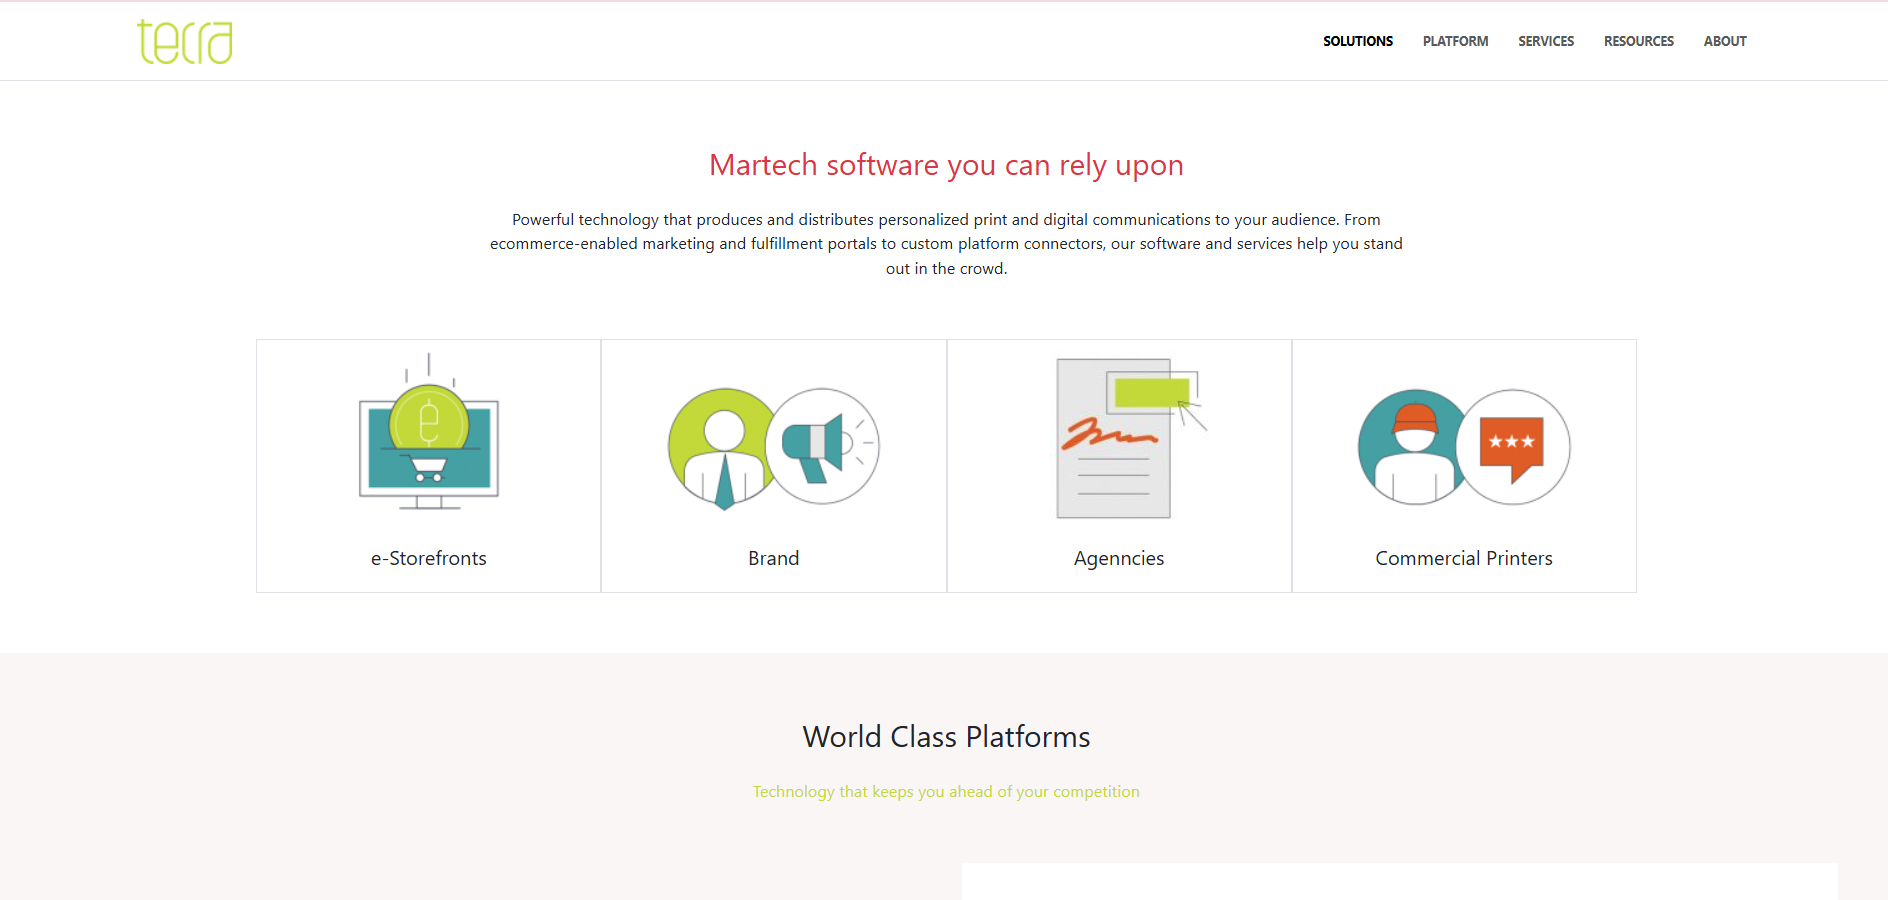 terra
SOLUTIONS PLATFORM SERVICES RESOURCES ABOUT
Martech software you can rely upon
Powerful technology that produces and distributes personalized print and digital communications to your audience. From
ecommerce-enabled marketing and fulfillment portals to custom platform connectors, our software and services help you stand
out in the crowd.
e
e-Storefronts
Brand
Agenncies
Commercial Printers
World Class Platforms
Technology that keeps you ahead of your competition